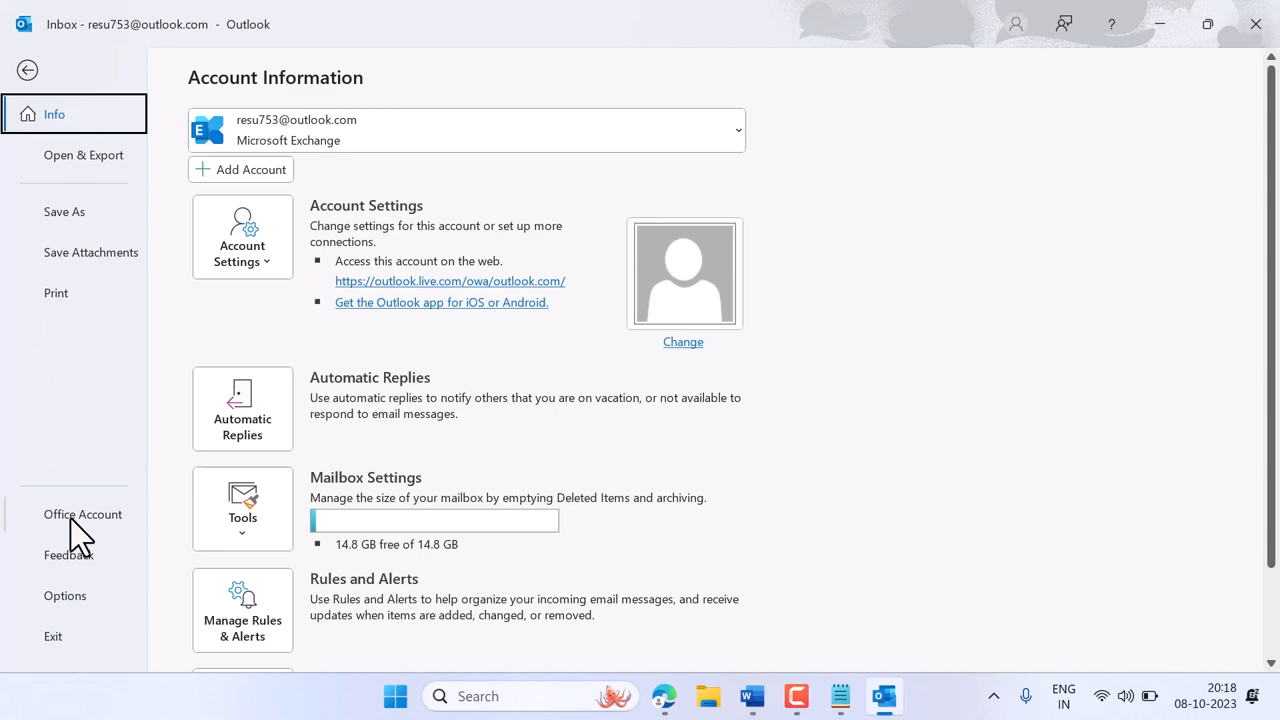 Inbox - resu753@outlook.com - Outlook
?
Info
Open & Export
Save As
Save Attachments
Print
Office Account
Feedback
Options
Exit
Account Information
E
resu753@outlook.com
Microsoft Exchange
Add Account
Account
Settings
Account Settings
Change settings for this account or set up more
connections.
Access this account on the web.
https://outlook.live.com/owa/outlook.com/
Get the Outlook app for iOS or Android.
Change
Automatic
Replies
Automatic Replies
Use automatic replies to notify others that you are on vacation, or not available to
respond to email messages.
Tools
Mailbox Settings
Manage the size of your mailbox by emptying Deleted Items and archiving.
14.8 GB free of 14.8 GB
Manage Rules
& Alerts
Rules and Alerts
Use Rules and Alerts to help organize your incoming email messages, and receive
updates when items are added, changed, or removed.
Search
ENG
IN
20:18
08-10-2023